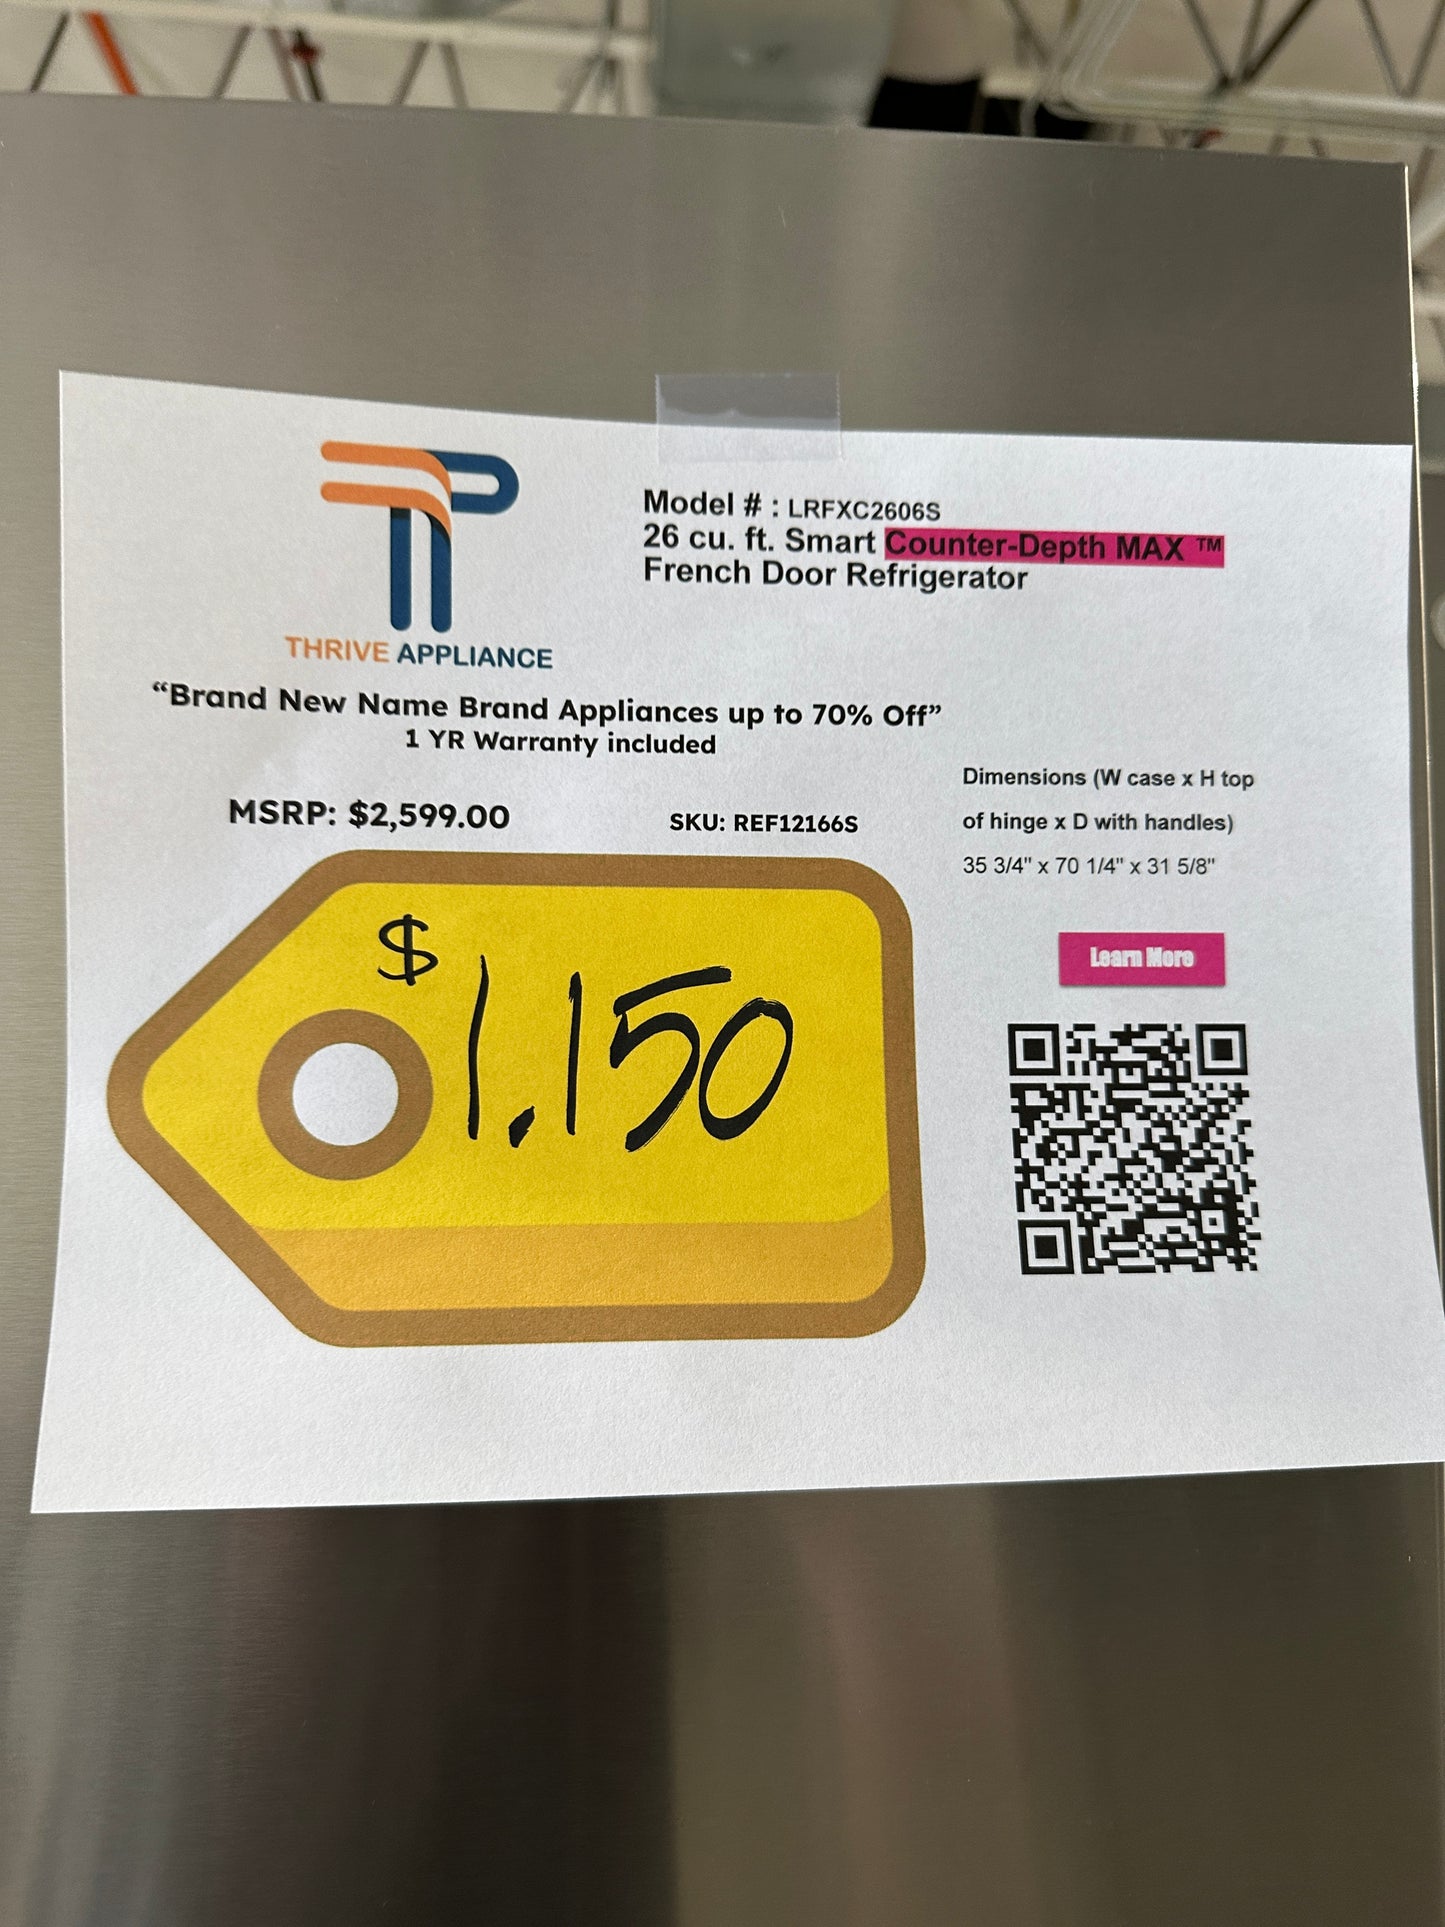 Model # : LRFXC2606S
26 cu. ft. Smart Counter-Depth MAX ™
French Door Refrigerator
THRIVE APPLIANCE
“Brand New Name Brand Appliances up to 70% Off”
1 YR Warranty included
MSRP: $2,599.00
SKU: REF12166S
Dimensions (W case x H top
of hinge x D with handles)
35 3/4" x 70 1/4" x 31 5/8"
$1.150
Learn More